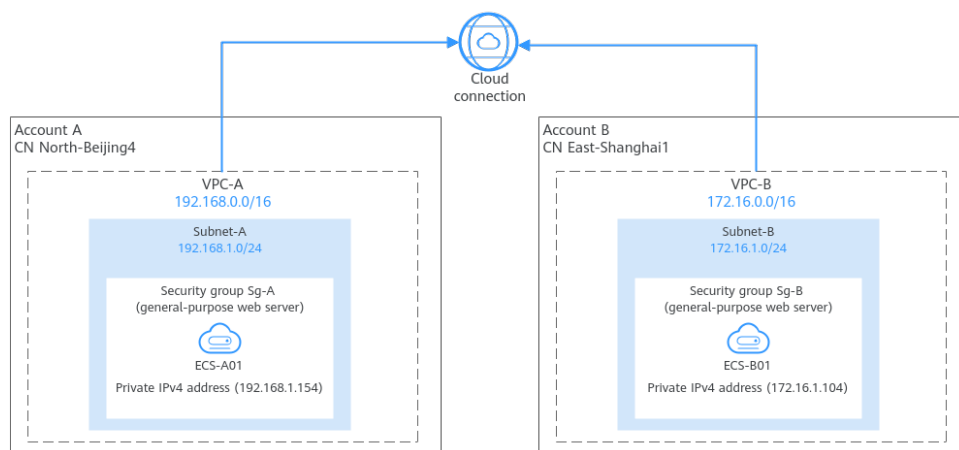 Cloud
connection
Account A
CN North-Beijing4
VPC-A
192.168.0.0/16
Subnet-A
192.168.1.0/24
Security group Sg-A
(general-purpose web server)
ECS-A01
Private IPv4 address (192.168.1.154)
Account B
CN East-Shanghai1
VPC-B
172.16.0.0/16
Subnet-B
172.16.1.0/24
Security group Sg-B
(general-purpose web server)
ECS-B01
Private IPv4 address (172.16.1.104)